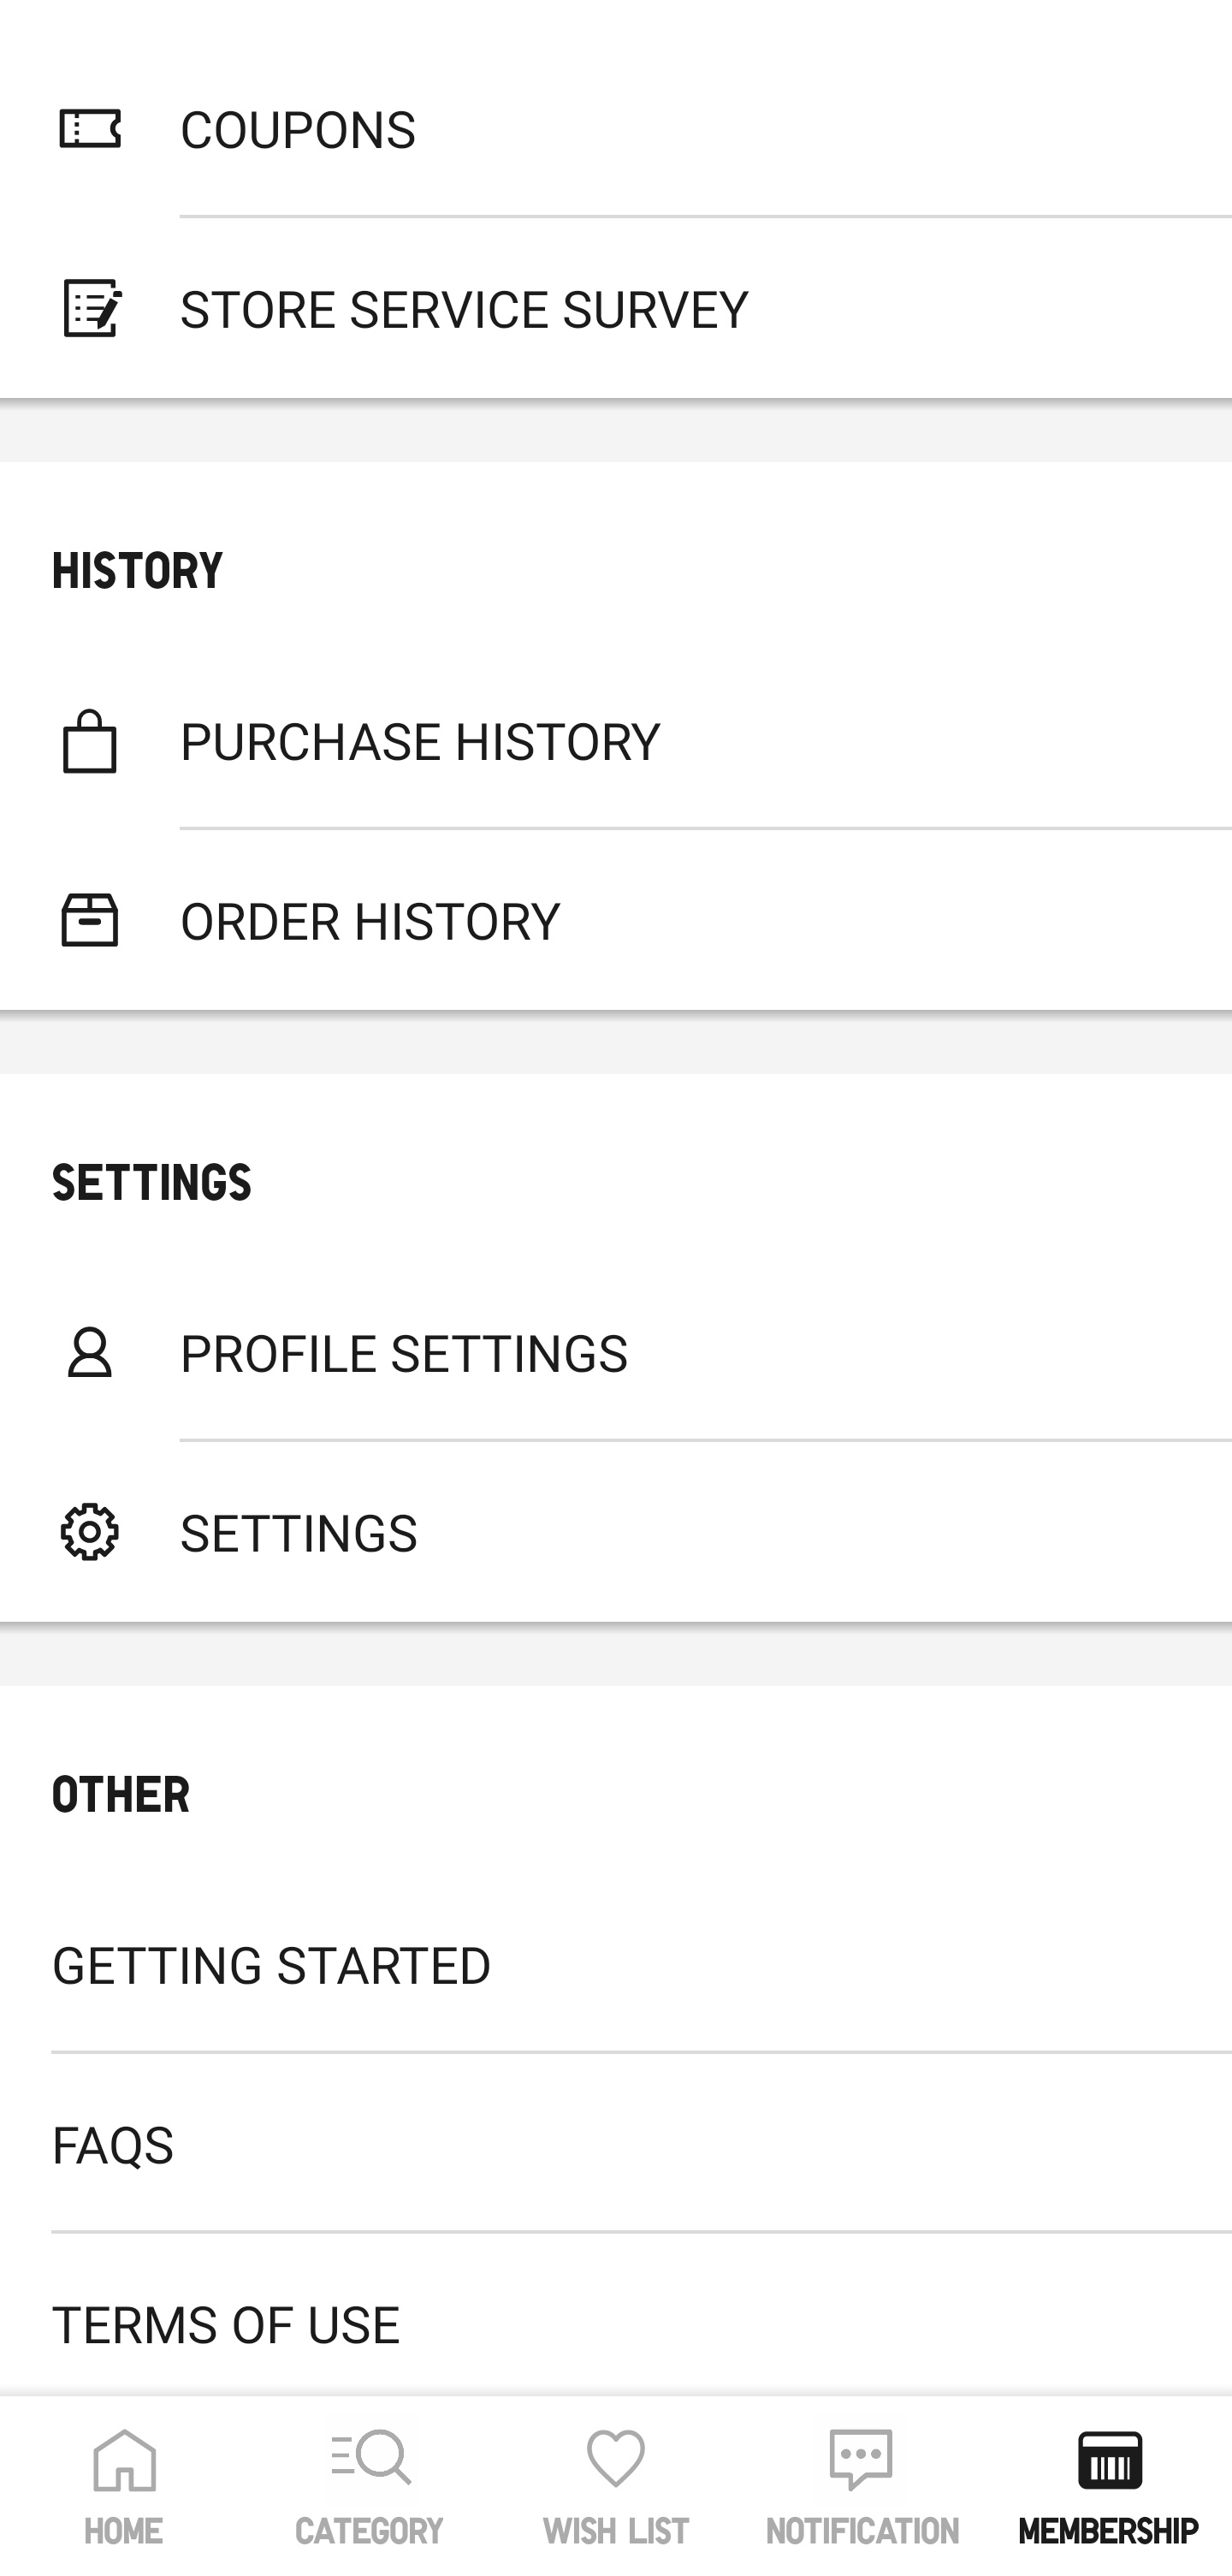 COUPONS
STORE SERVICE SURVEY
HISTORY
PURCHASE HISTORY
ORDER HISTORY
SETTINGS
PROFILE SETTINGS
SETTINGS
OTHER
GETTING STARTED
FAQS
TERMS OF USE
HOME CATEGORY WISH LIST NOTIFICATION MEMBERSHIP